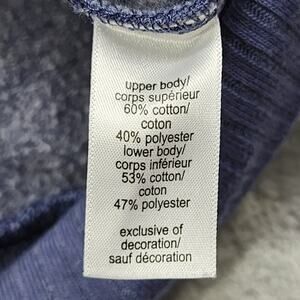 upper body/
corps supérieur
60% cotton/
coton
40% polyester
lower body/
corps inférieur
53% cotton/
coton
47% polyester
exclusive of
decoration/
sauf décoration